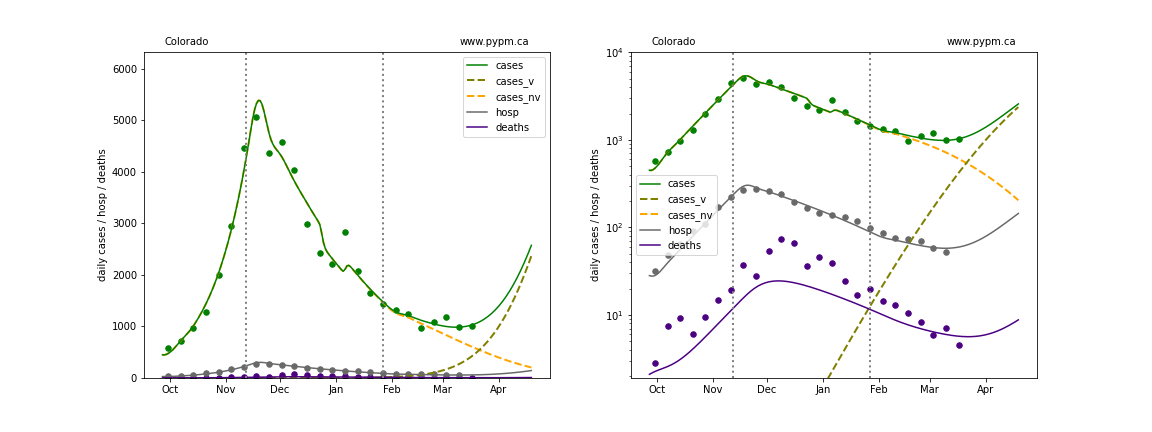 Colorado www.pypm.ca
daily cases / hosp / deaths
6000
5000
4000
3000
2000
1000
0
cases
cases_v
cases_nv
hosp
deaths
Oct Nov Dec Jan Feb Mar Apr
Colorado www.pypm.ca
daily cases / hosp / deaths
10⁴
10³
10²
10¹
cases
cases_v
cases_nv
hosp
deaths
Oct Nov Dec Jan Feb Mar Apr